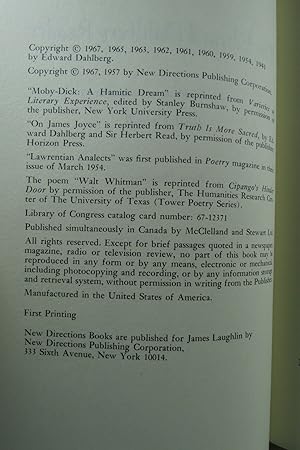 Copyright © 1967, 1965, 1963, 1962, 1961, 1960, 1959, 1954, 1941
by Edward Dahlberg.
Copyright © 1967, 1957 by New Directions Publishing Corporation.
"Moby-Dick: A Hamitic Dream" is reprinted from Varieties of
Literary Experience, edited by Stanley Burnshaw, by permission of
the publisher, New York University Press.
"On James Joyce" is reprinted from Truth Is More Sacred, by Ed-
ward Dahlberg and Sir Herbert Read, by permission of the publisher
Horizon Press.
"Lawrentian Analects" was first published in Poetry magazine in the
issue of March 1954.
The poem "Walt Whitman" is reprinted from Cipango's Hinder
Door by permission of the publisher, The Humanities Research Cen-
ter of The University of Texas (Tower Poetry Series).
Library of Congress catalog card number: 67-12371
Published simultaneously in Canada by McClelland and Stewart Ltd.
All rights reserved. Except for brief passages quoted in a newspaper
magazine, radio or television review, no part of this book may be
reproduced in any form or by any means, electronic or mechanical
including photocopying and recording, or by any information storage
and retrieval system, without permission in writing from the Publisher
Manufactured in the United States of America.
First Printing
New Directions Books are published for James Laughlin by
New Directions Publishing Corporation,
333 Sixth Avenue, New York 10014.